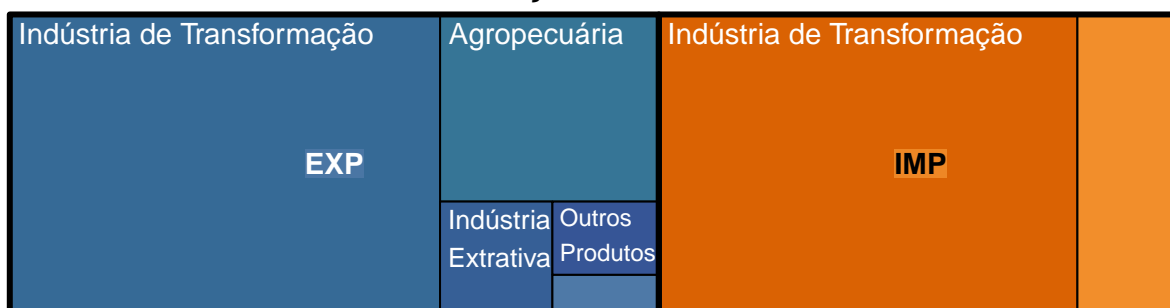 Indústria de Transformação
Agropecuária
Indústria de Transformação
EXP
IMP
Indústria
Extrativa
Outros
Produtos